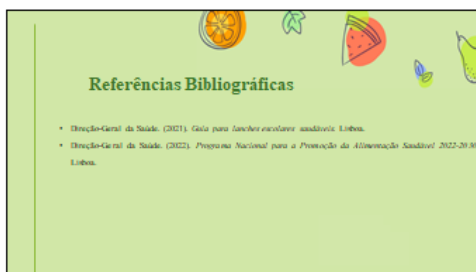 Referências Bibliográficas
• Direção-Geral da Saúde. (2021). Guia para lanches escolares saudáveis. Lisboa.
• Direção-Geral da Saúde. (2022). Programa Nacional para a Promoção da Alimentação Saudável 2022-2030.
Lisboa.